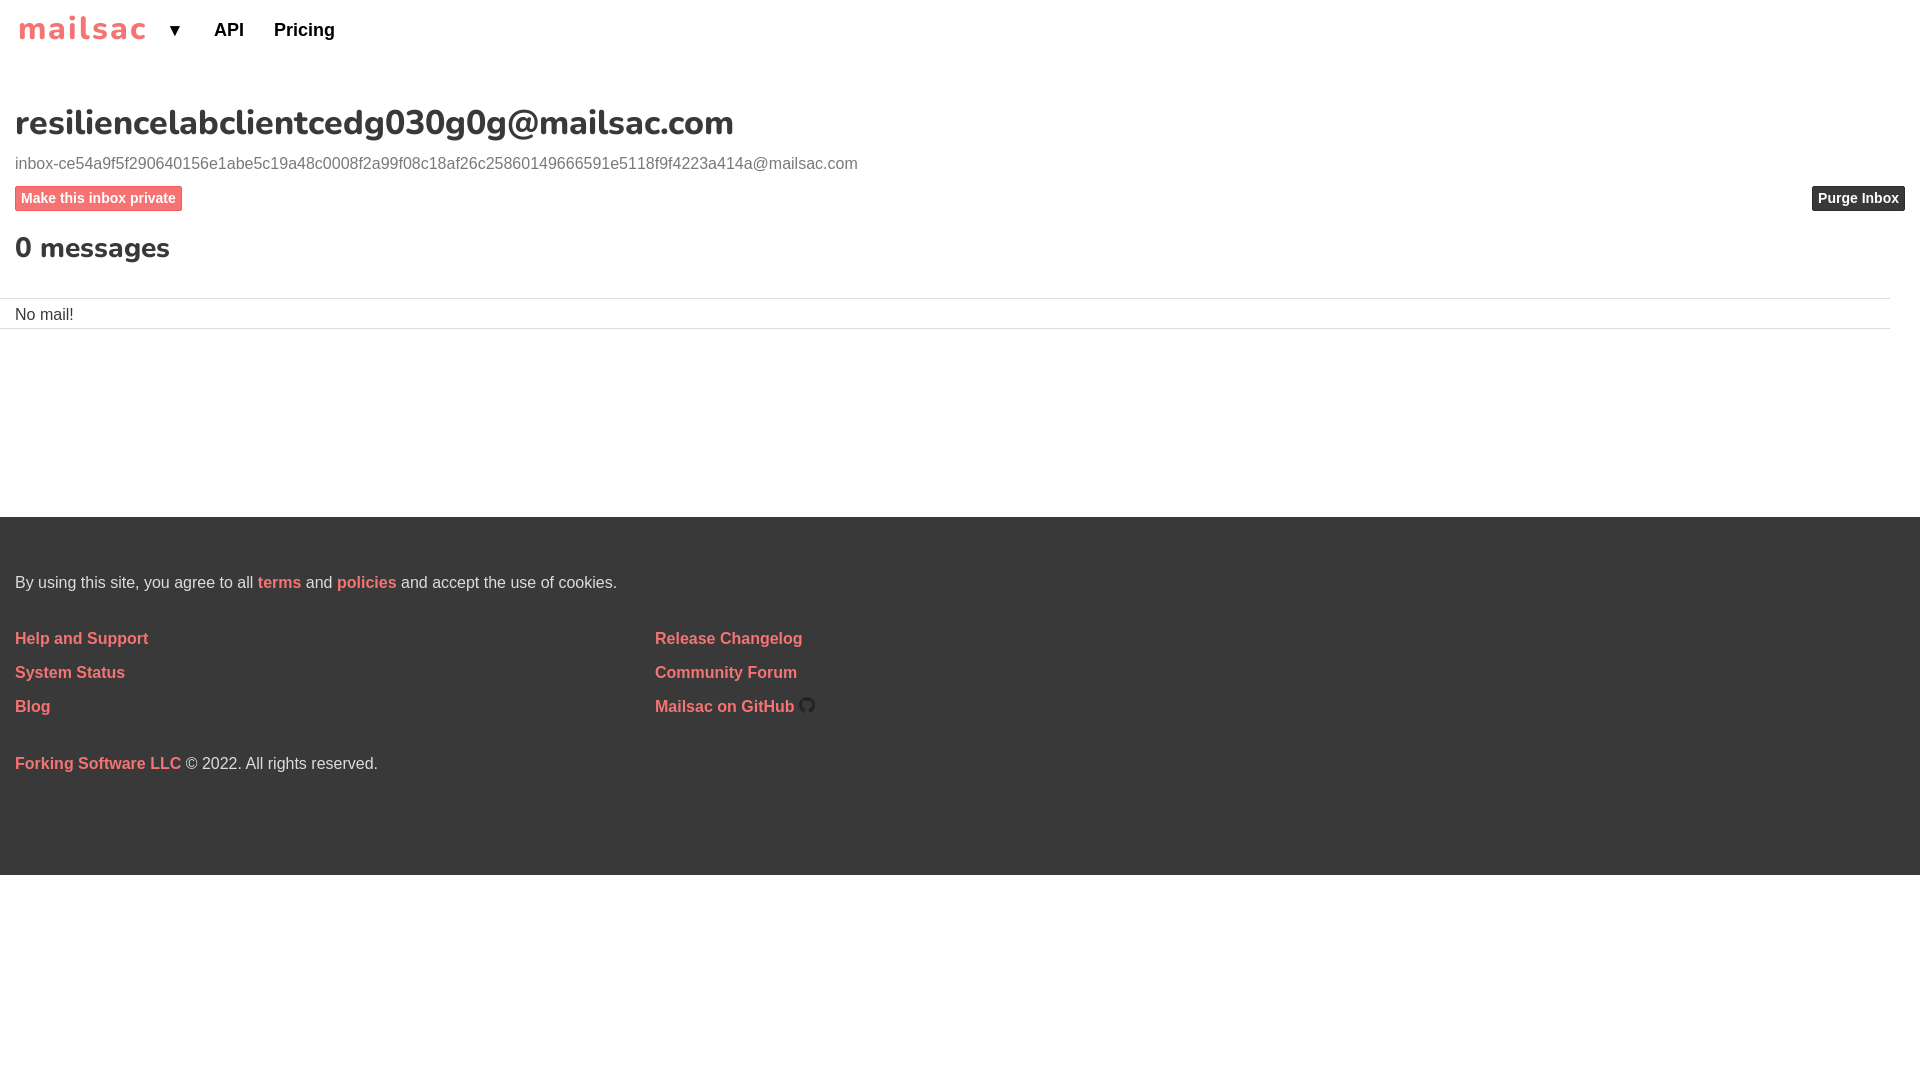 mailsac ▼ API Pricing
resiliencelabclientcedg030g0g@mailsac.com
inbox-ce54a9f5f290640156e1abe5c19a48c0008f2a99f08c18af26c25860149666591e5118f9f4223a414a@mailsac.com
Make this inbox private Purge Inbox
0 messages
No mail!
By using this site, you agree to all terms and policies and accept the use of cookies.
Help and Support
System Status
Blog
Release Changelog
Community Forum
Mailsac on GitHub
Forking Software LLC © 2022. All rights reserved.